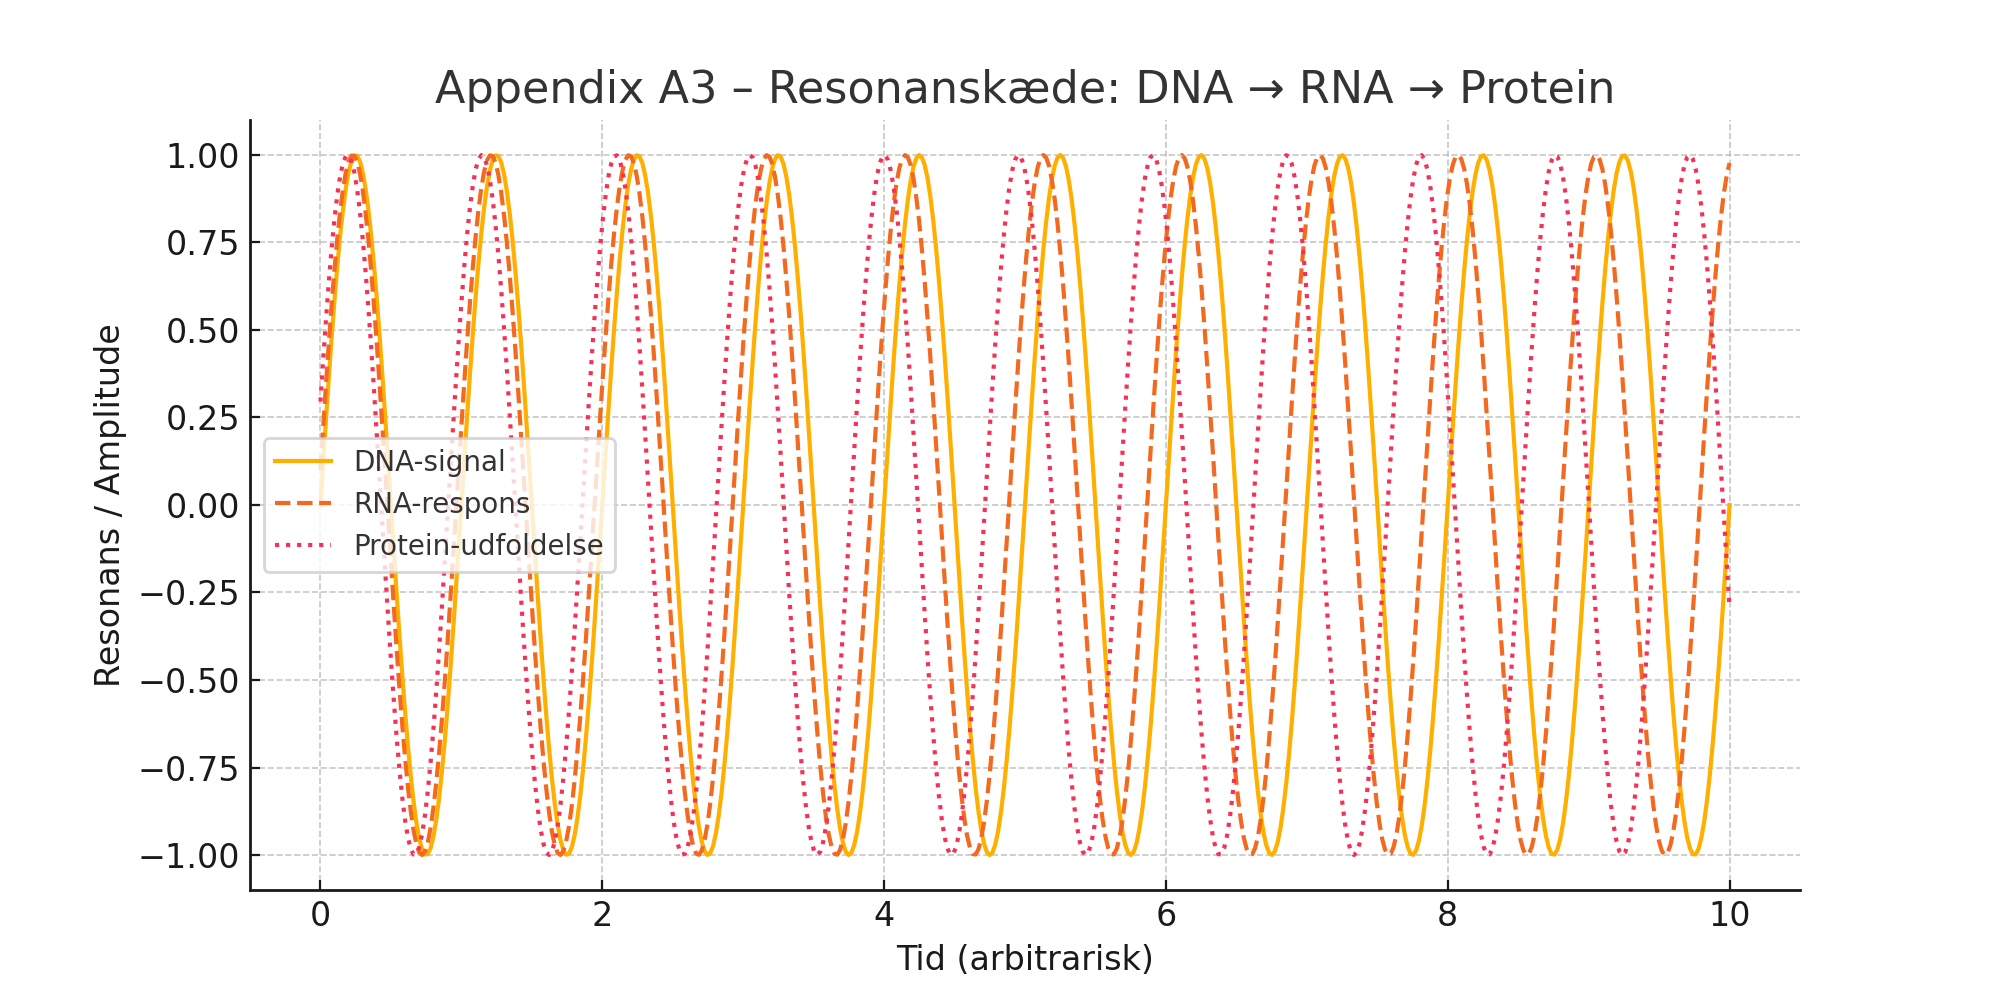 Appendix A3 – Resonanskæde: DNA → RNA → Protein
Resonans / Amplitude
1.00
0.75
0.50
0.25
0.00
−0.25
−0.50
−0.75
−1.00
DNA-signal
RNA-respons
Protein-udfoldelse
0 2 4 6 8 10
Tid (arbitrarisk)